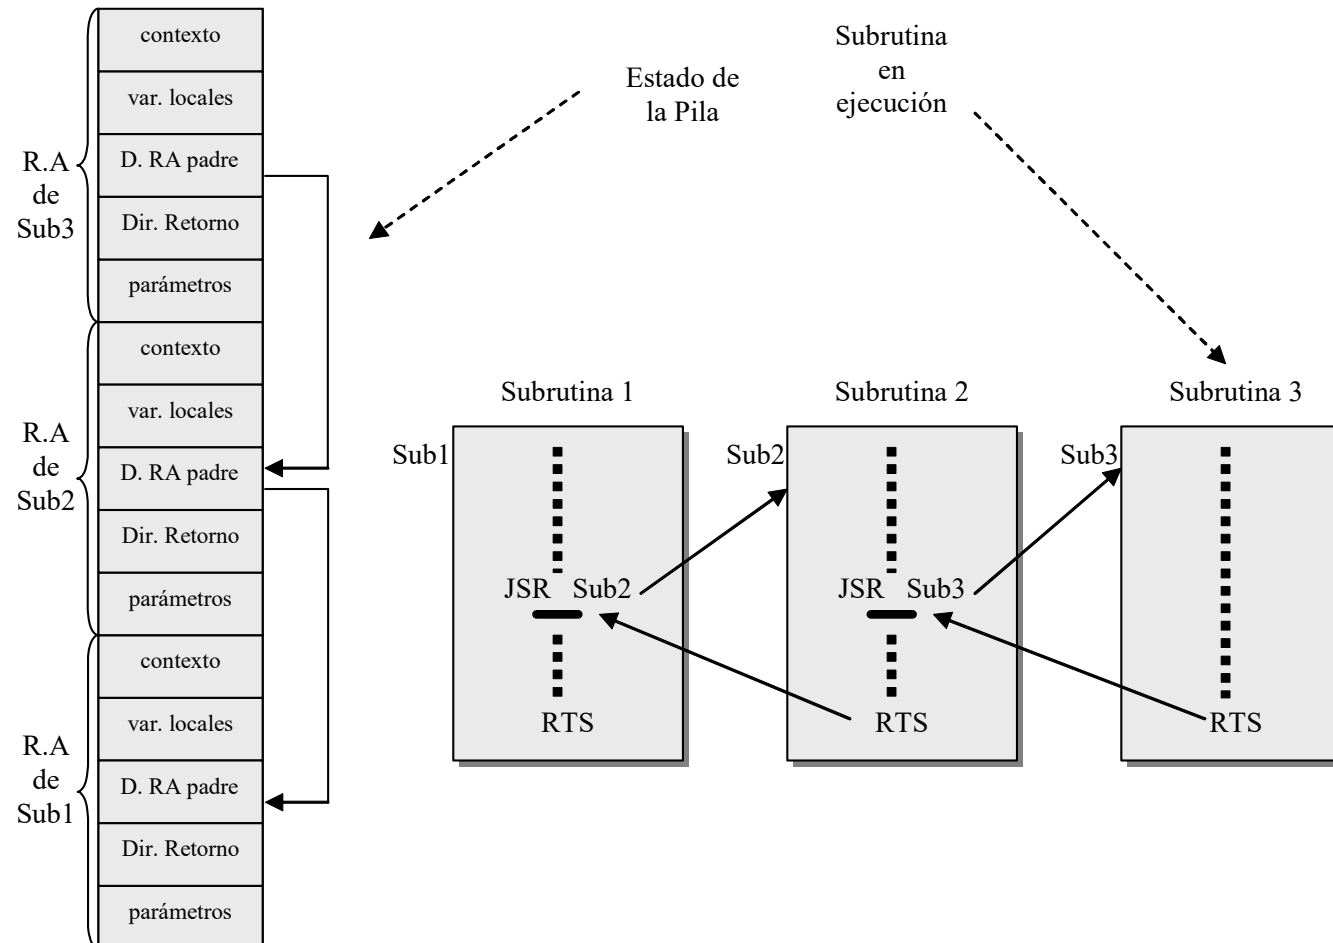 contexto
var. locales
D. RA padre
Dir. Retorno
parámetros
R.A
de
Sub3
contexto
var. locales
D. RA padre
Dir. Retorno
parámetros
R.A
de
Sub2
contexto
var. locales
D. RA padre
Dir. Retorno
parámetros
R.A
de
Sub1
Estado de
la Pila
Subrutina
en
ejecución
Subrutina 1
Sub1
JSR Sub2
RTS
Subrutina 2
Sub2
JSR Sub3
RTS
Subrutina 3
Sub3
RTS